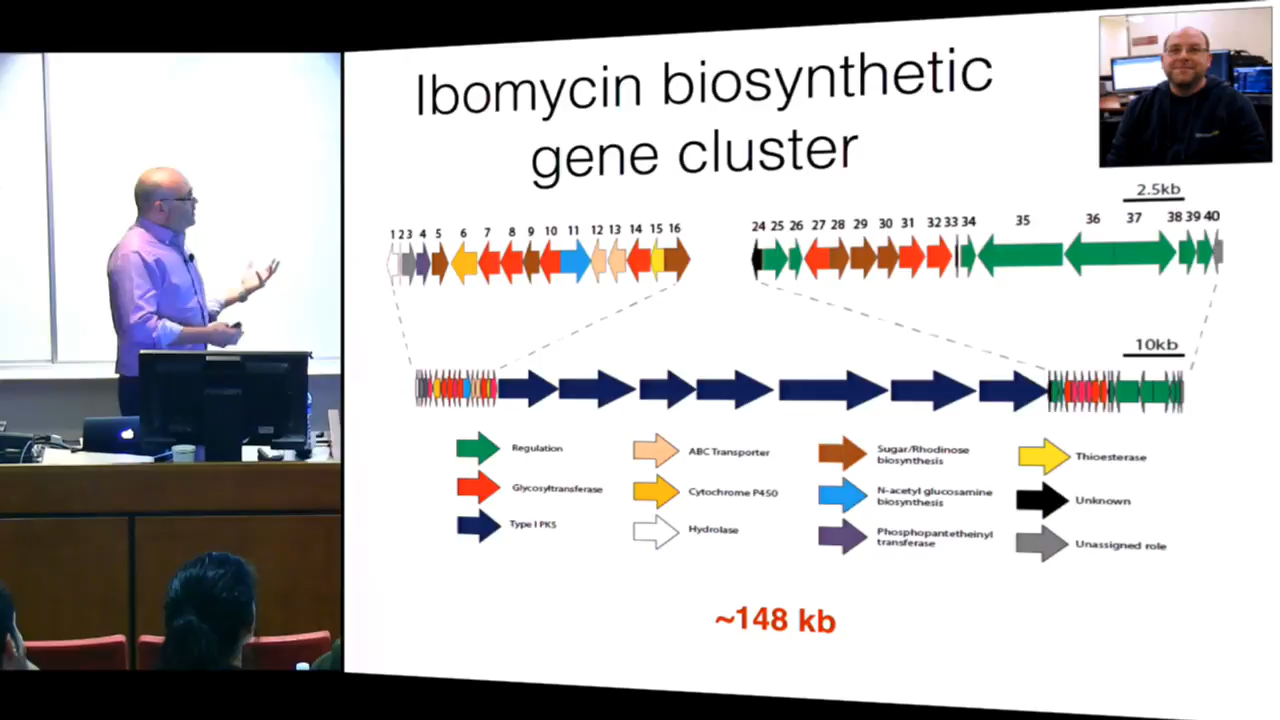 Ibomycin biosynthetic
gene cluster
2.5kb
1 2 3 4 5 6 7 8 9 10 11 12 13 14 15 16
24 25 26 27 28 29 30 31 32 33 34 35 36 37 38 39 40
10kb
Regulation
Glycosyltransferase
Type I PKS
ABC Transporter
Cytochrome P450
Hydrolase
Sugar/Rhodinose
biosynthesis
N-acetyl glucosamine
biosynthesis
Phosphopantetheinyl
transferase
Thioesterase
Unknown
Unassigned role
~148 kb